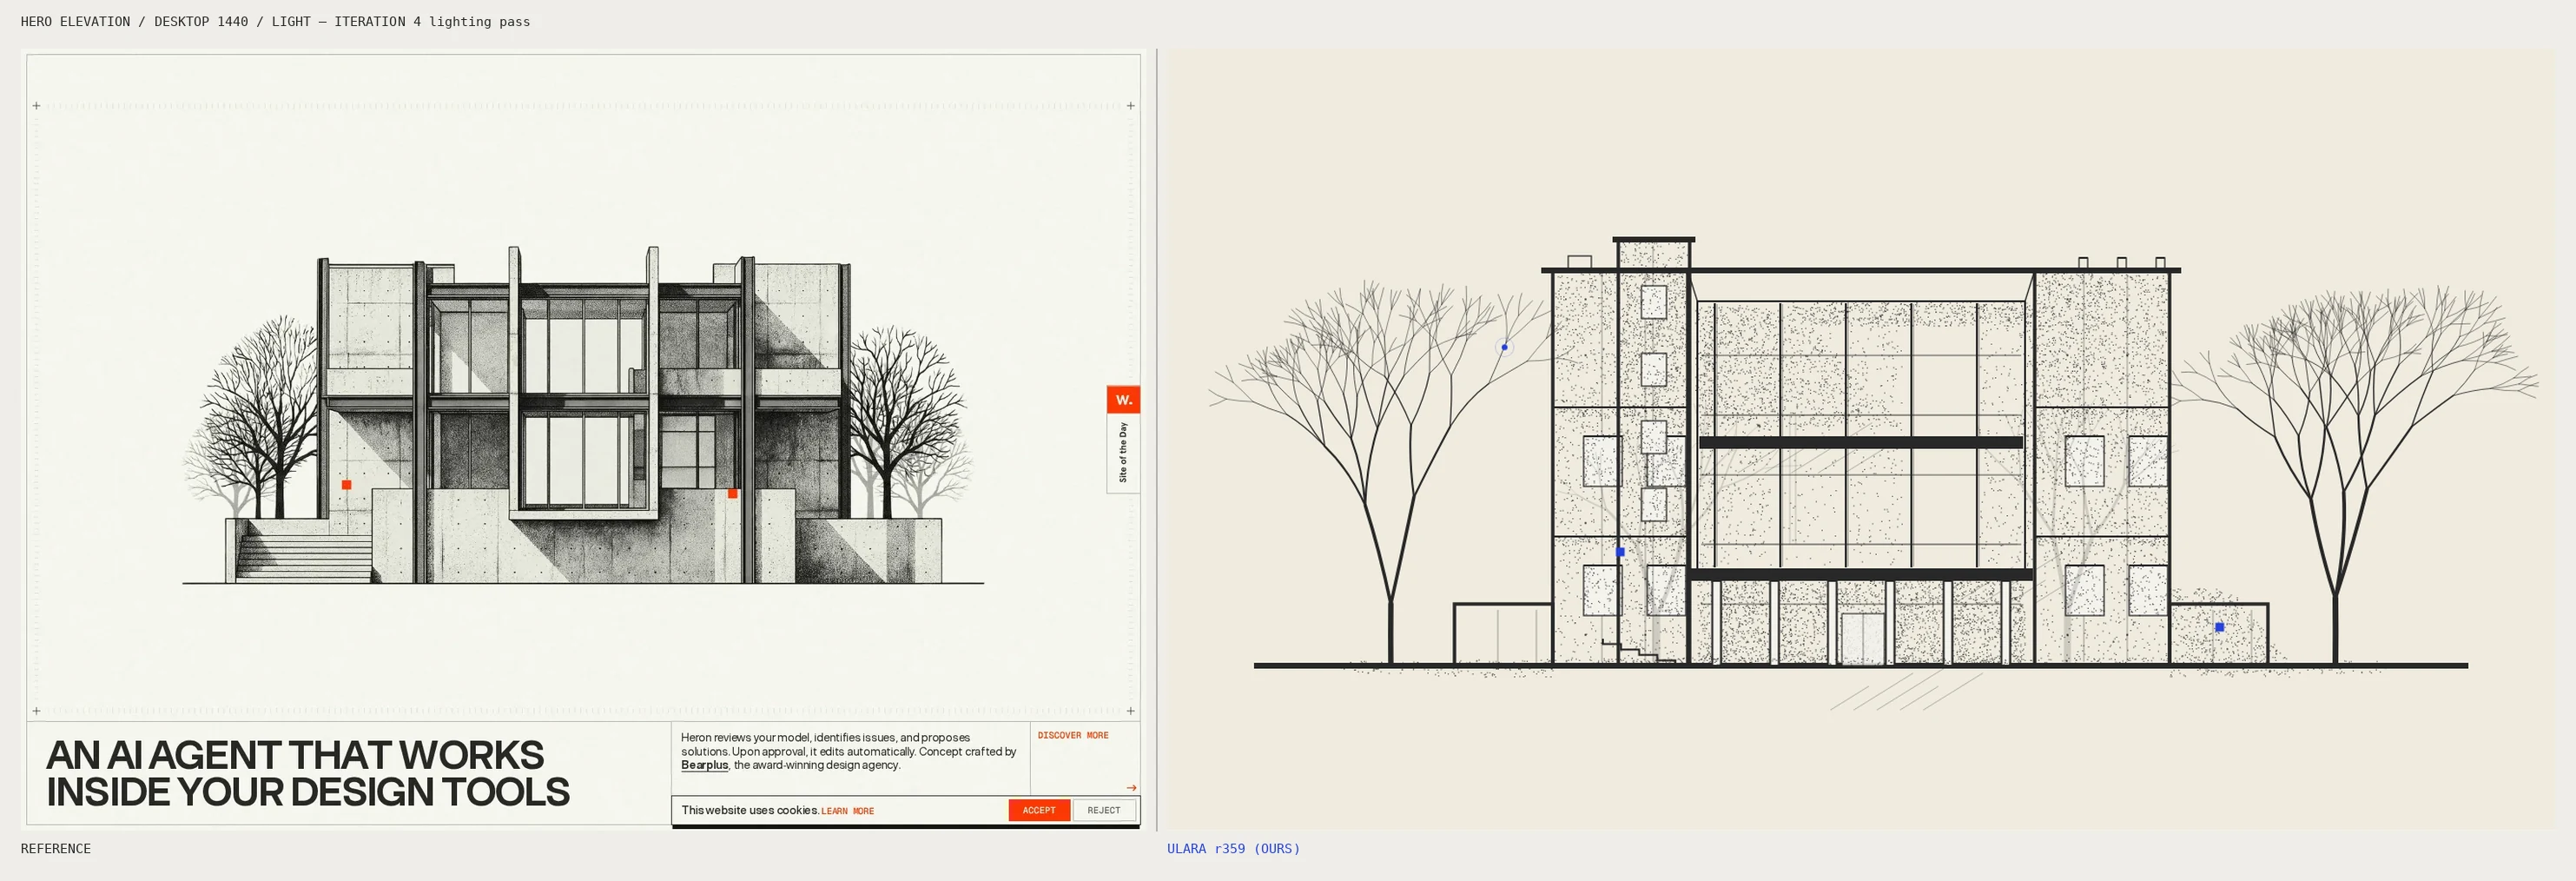 HERO ELEVATION / DESKTOP 1440 / LIGHT — ITERATION 4 lighting pass
W.
Site of the Day
AN AI AGENT THAT WORKS
INSIDE YOUR DESIGN TOOLS
Heron reviews your model, identifies issues, and proposes
solutions. Upon approval, it edits automatically. Concept crafted by
Bearplus, the award-winning design agency.
DISCOVER MORE
→
This website uses cookies. LEARN MORE
ACCEPT
REJECT
REFERENCE
ULARA r359 (OURS)